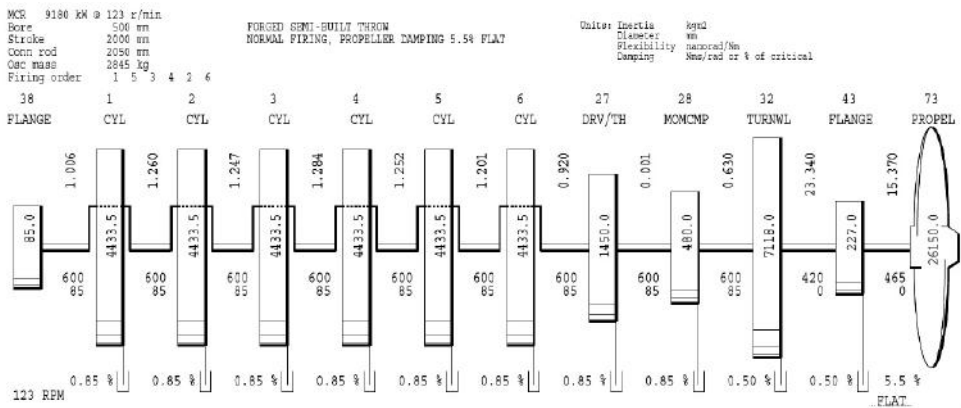 MCR 9180 kW @ 123 r/min
Bore 500 mm
Stroke 2000 mm
Conn rod 2050 mm
Osc mass 2845 kg
Firing order 1 5 3 4 2 6
FORGED SEMI-BUILT THROW
NORMAL FIRING, PROPELLER DAMPING 5.5% FLAT
Units: Inertia kgm2
Diameter mm
Flexibility nanorad/Nm
Damping Nms/rad or % of critical
38 1 2 3 4 5 6 27 28 32 43 73
FLANGE CYL CYL CYL CYL CYL CYL DRV/TH MOMCMP TURNWL FLANGE PROPEL
1.006 1.260 1.247 1.284 1.252 1.201 0.920 0.001 0.630 23.340 15.370
85.0 4433.5 4433.5 4433.5 4433.5 4433.5 4433.5 1450.0 480.0 7118.0 227.0 26150.0
600 600 600 600 600 600 600 600 600 420 465
85 85 85 85 85 85 85 85 85 0 0
0.85 % 0.85 % 0.85 % 0.85 % 0.85 % 0.85 % 0.85 % 0.85 % 0.50 % 0.50 % 5.5 %
123 RPM
FLAT